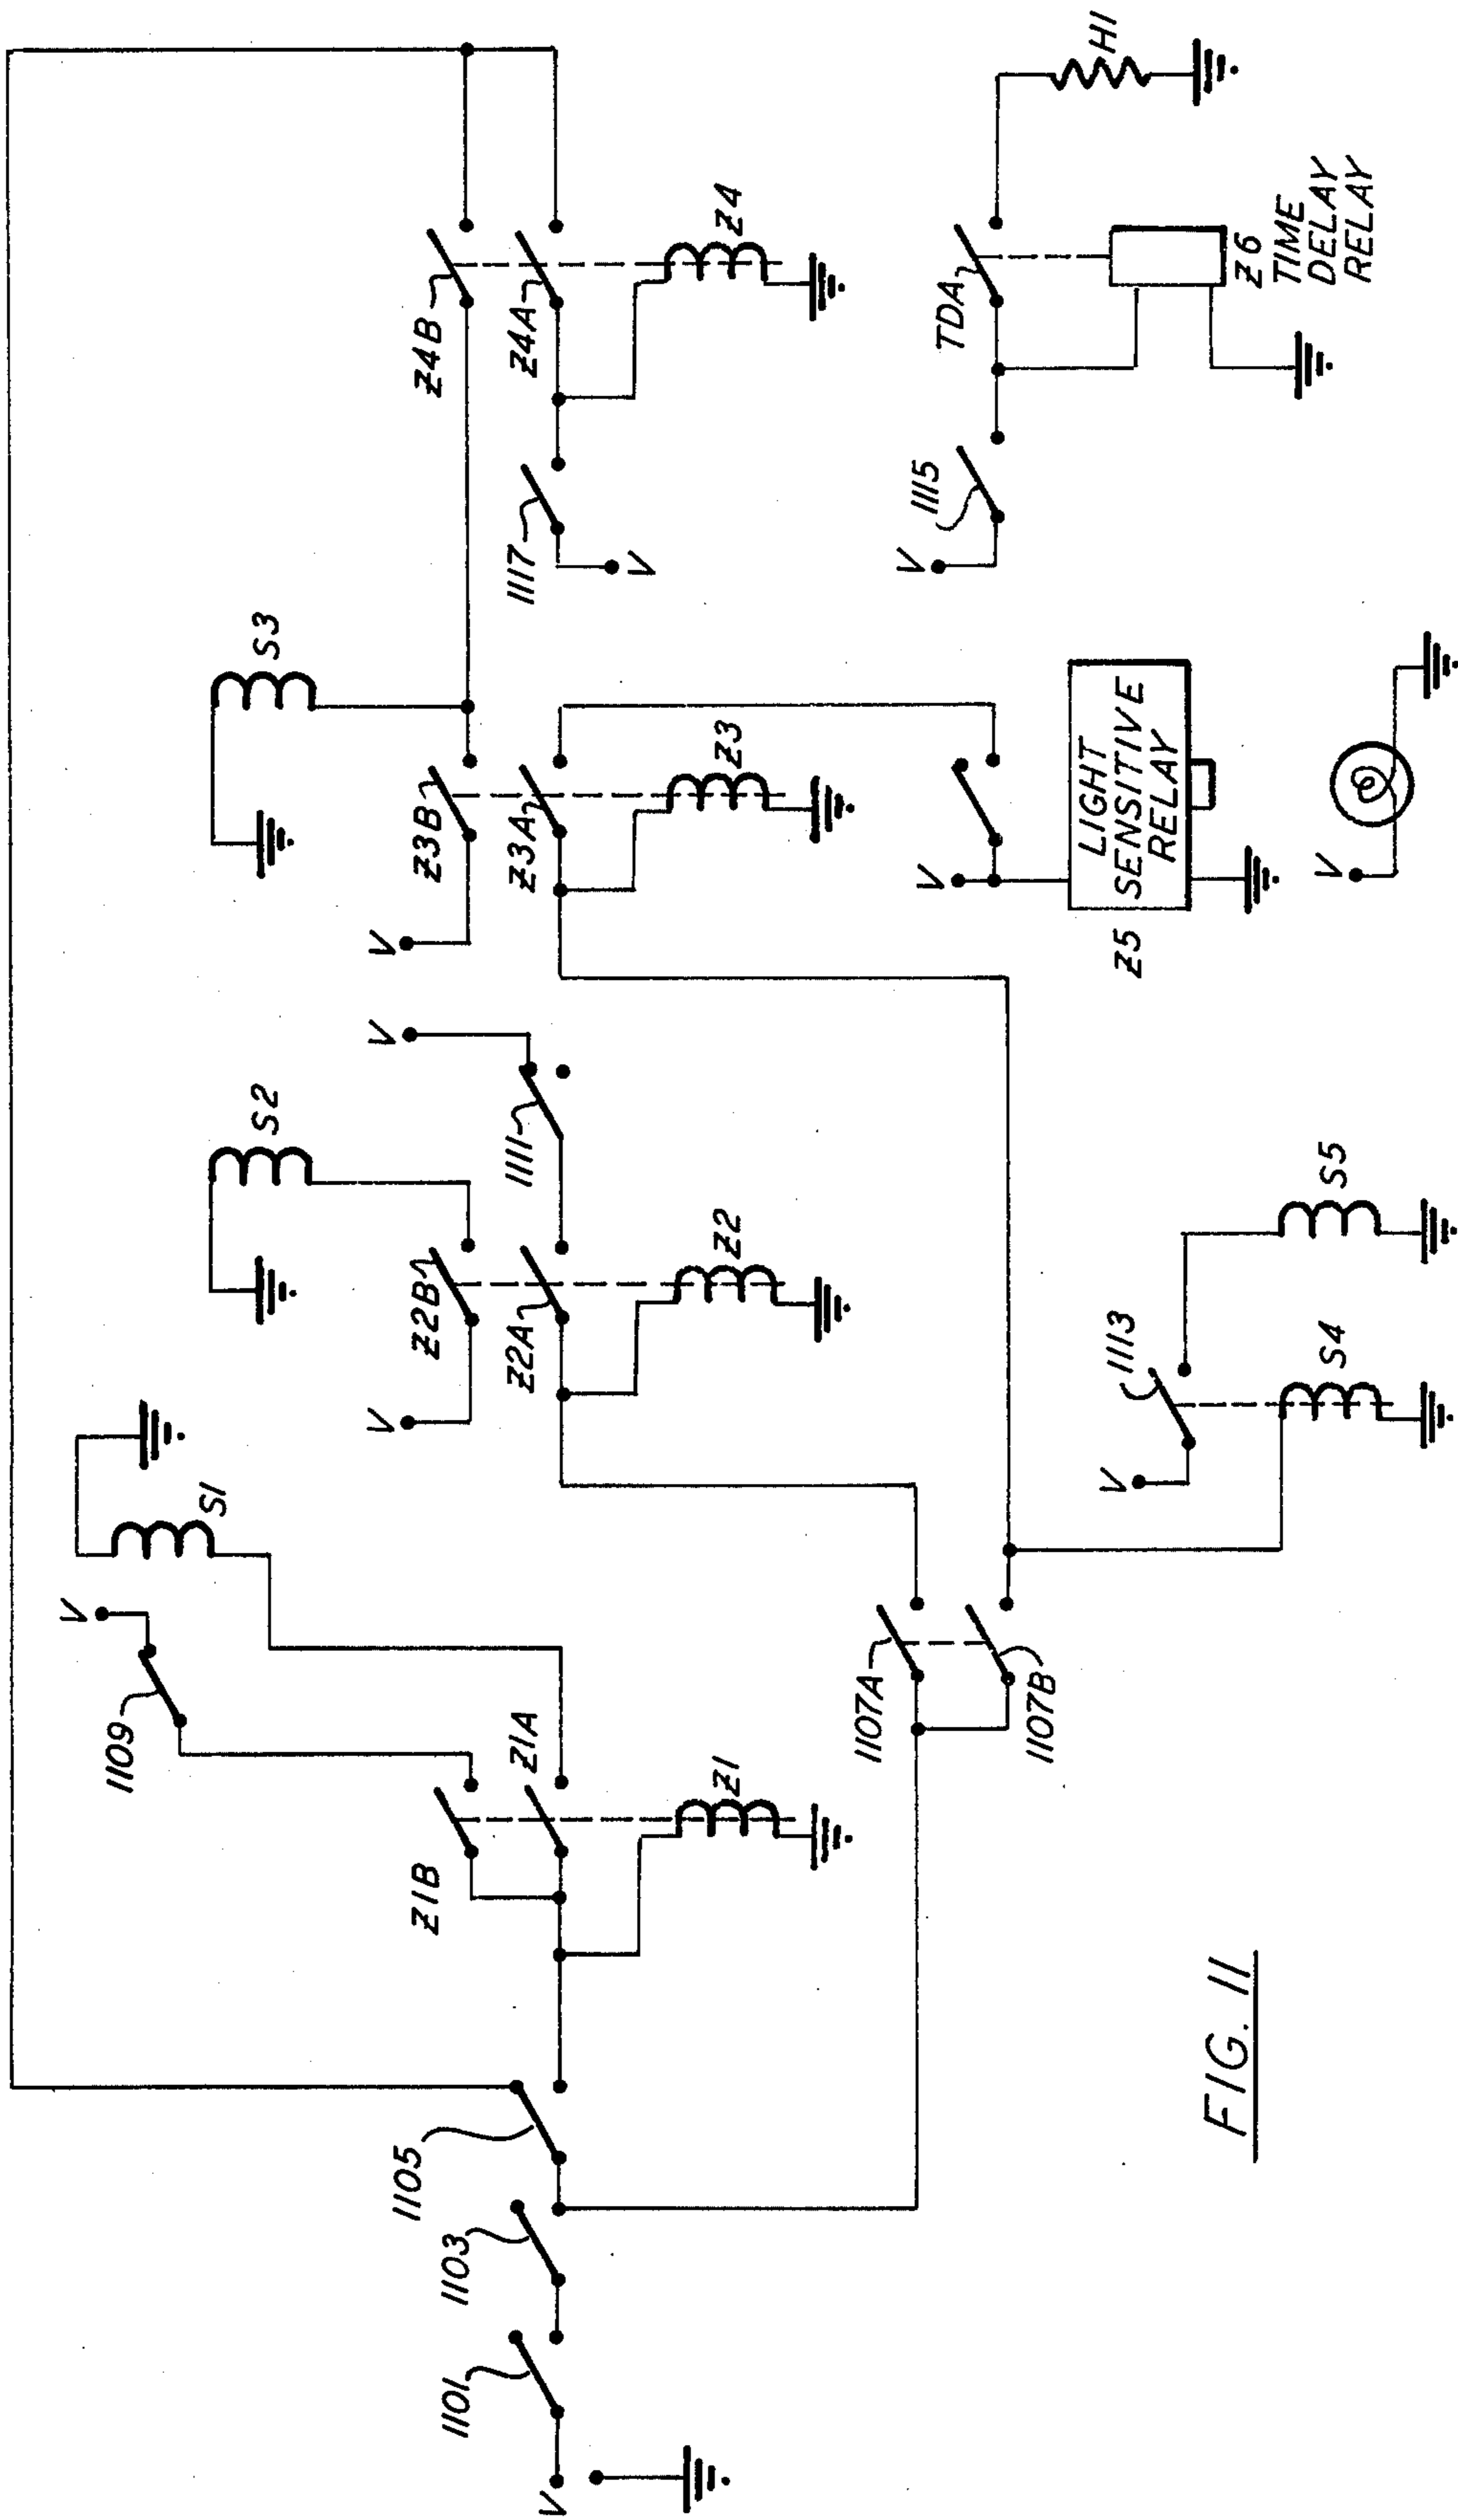 V
1101
1103
1105
Z1B
Z1A
Z1
1109
V
S1
1107A
1107B
V
Z2B
Z2A
Z2
S2
1111
V
V
1113
S4
S5
V
Z3B
Z3A
Z3
S3
V
Z5
LIGHT
SENSITIVE
RELAY
V
1117
V
Z4B
Z4A
Z4
V
1115
TDA
Z6
TIME
DELAY
RELAY
H1
FIG. 11